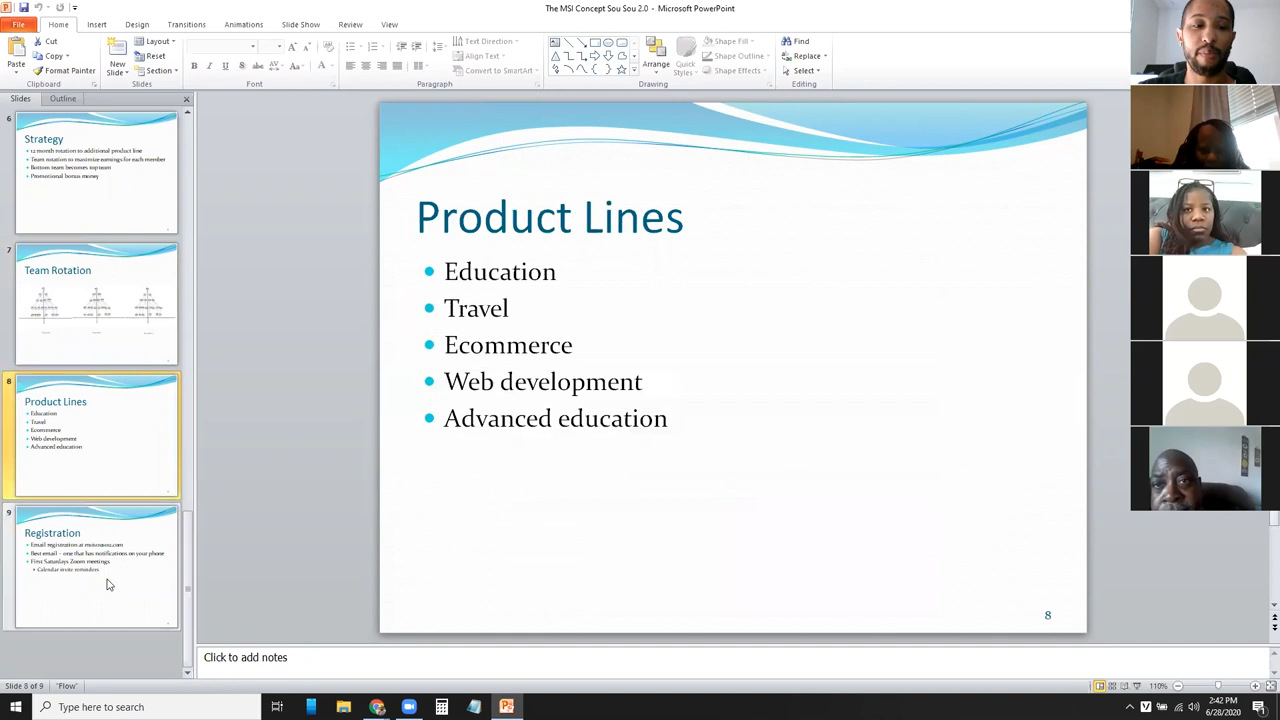 The MSI Concept Sou Sou 2.0 - Microsoft PowerPoint
File Home Insert Design Transitions Animations Slide Show Review View
Paste
Cut
Copy
Format Painter
Clipboard
New
Slide
Layout
Reset
Section
Slides
B I U S abc AV Aa A
Font
Paragraph
Text Direction
Align Text
Convert to SmartArt
Arrange
Quick
Styles
Shape Fill
Shape Outline
Shape Effects
Drawing
Find
Replace
Select
Editing
Slides Outline
6
Strategy
12 month rotation to additional product line
Team rotation to maximize earnings for each member
Bottom team becomes top team
Promotional bonus money
7
Team Rotation
8
Product Lines
Education
Travel
Ecommerce
Web development
Advanced education
9
Registration
Email registration at msisousou.com
Best email – one that has notifications on your phone
First Saturdays Zoom meetings
Calendar invite reminders
Product Lines
Education
Travel
Ecommerce
Web development
Advanced education
8
Click to add notes
Slide 8 of 9 "Flow" 110%
Type here to search
2:42 PM
6/28/2020